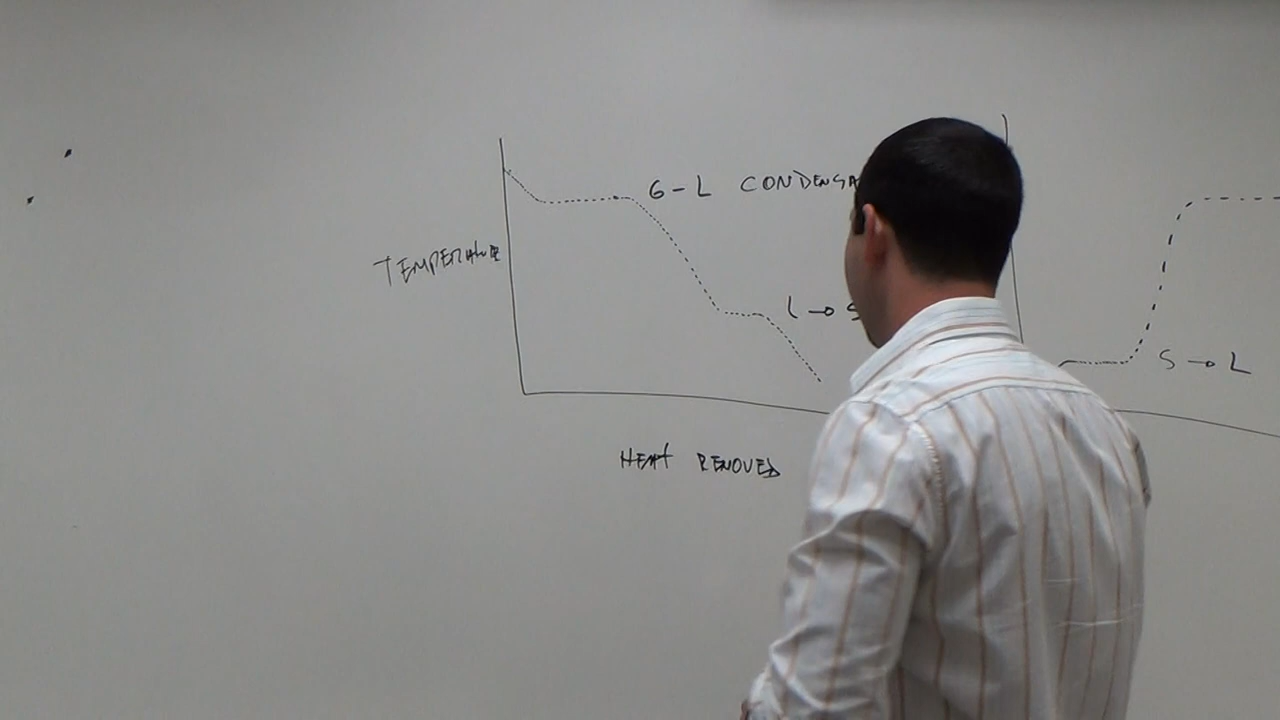 G-L CONDENSA
TEMPERATURE
L → S
S → L
HEAT REMOVED